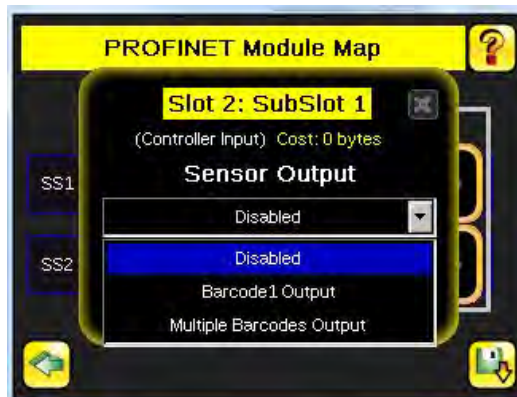 PROFINET Module Map
?
Slot 2: SubSlot 1
(Controller Input) Cost: 0 bytes
Sensor Output
SS1
Disabled
Disabled
SS2
Barcode1 Output
Multiple Barcodes Output